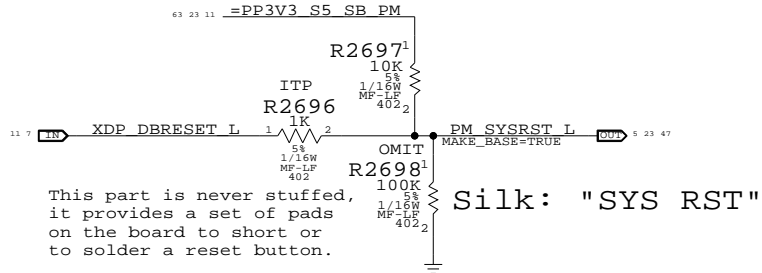 63 23 11 =PP3V3_S5_SB_PM
R2697 1
10K
5%
1/16W
MF-LF
402 2
ITP
R2696
11 7 IN XDP_DBRESET_L 1 1K 2 PM_SYSRST_L OUT 5 23 47
MAKE_BASE=TRUE
5%
1/16W
MF-LF
402
OMIT
R2698 1
100K
5%
1/16W
MF-LF
402 2
Silk: "SYS RST"
This part is never stuffed,
it provides a set of pads
on the board to short or
to solder a reset button.